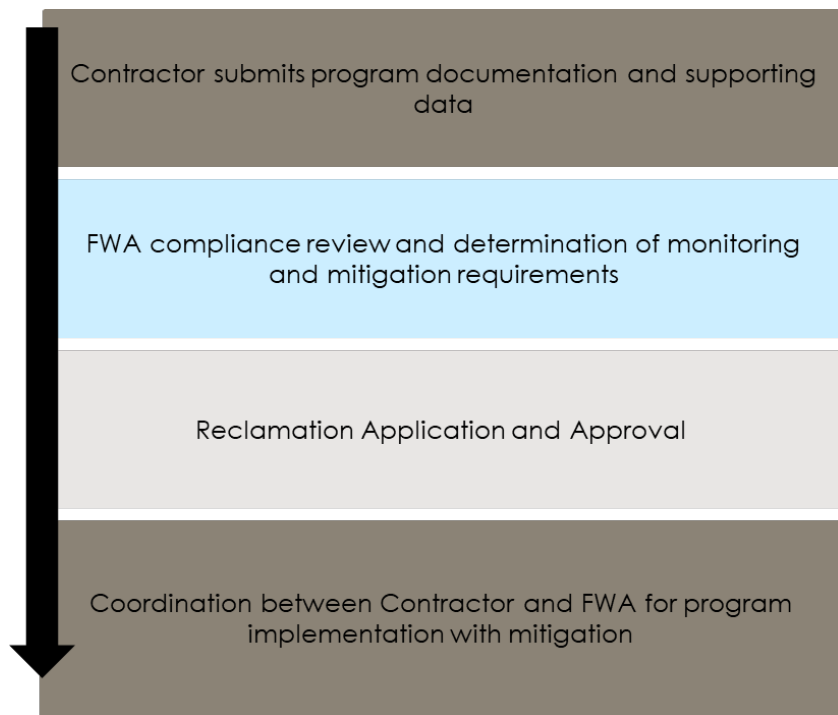 Contractor submits program documentation and supporting
data
FWA compliance review and determination of monitoring
and mitigation requirements
Reclamation Application and Approval
Coordination between Contractor and FWA for program
implementation with mitigation